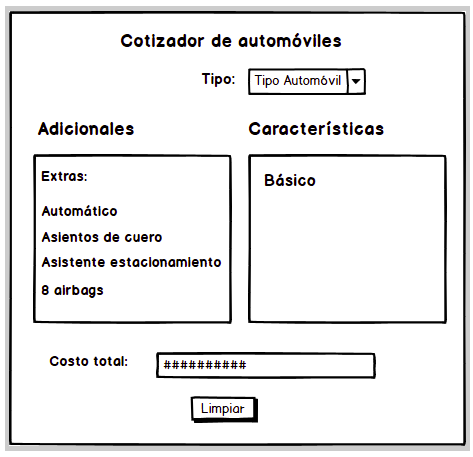 Cotizador de automóviles
Tipo: Tipo Automóvil
Adicionales
Características
Extras:
Automático
Asientos de cuero
Asistente estacionamiento
8 airbags
Básico
Costo total: ##########
Limpiar